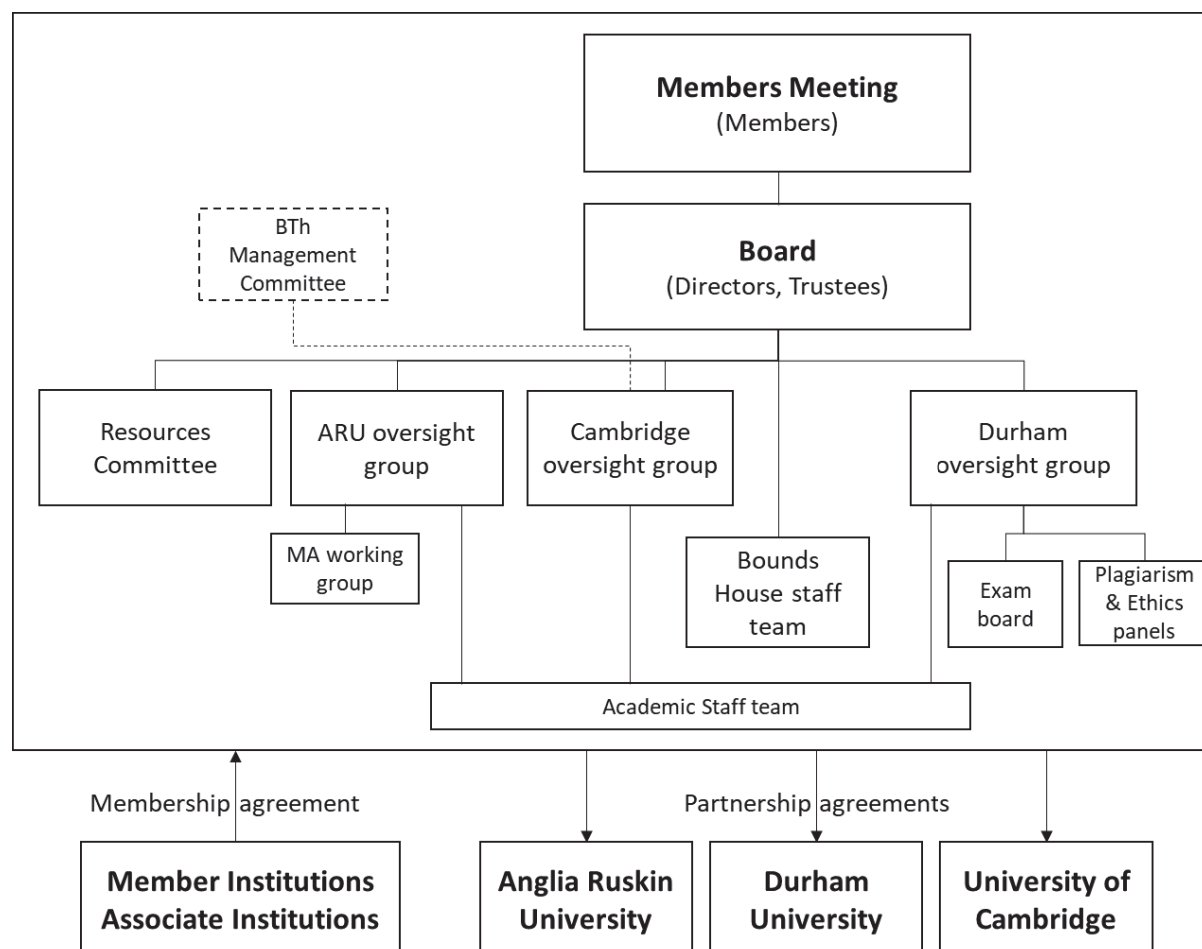 Members Meeting
(Members)
BTh
Management
Committee
Board
(Directors, Trustees)
Resources
Committee
ARU oversight
group
Cambridge
oversight group
Durham
oversight group
MA working
group
Bounds
House staff
team
Exam
board
Plagiarism
& Ethics
panels
Academic Staff team
Membership agreement
Partnership agreements
Member Institutions
Associate Institutions
Anglia Ruskin
University
Durham
University
University of
Cambridge